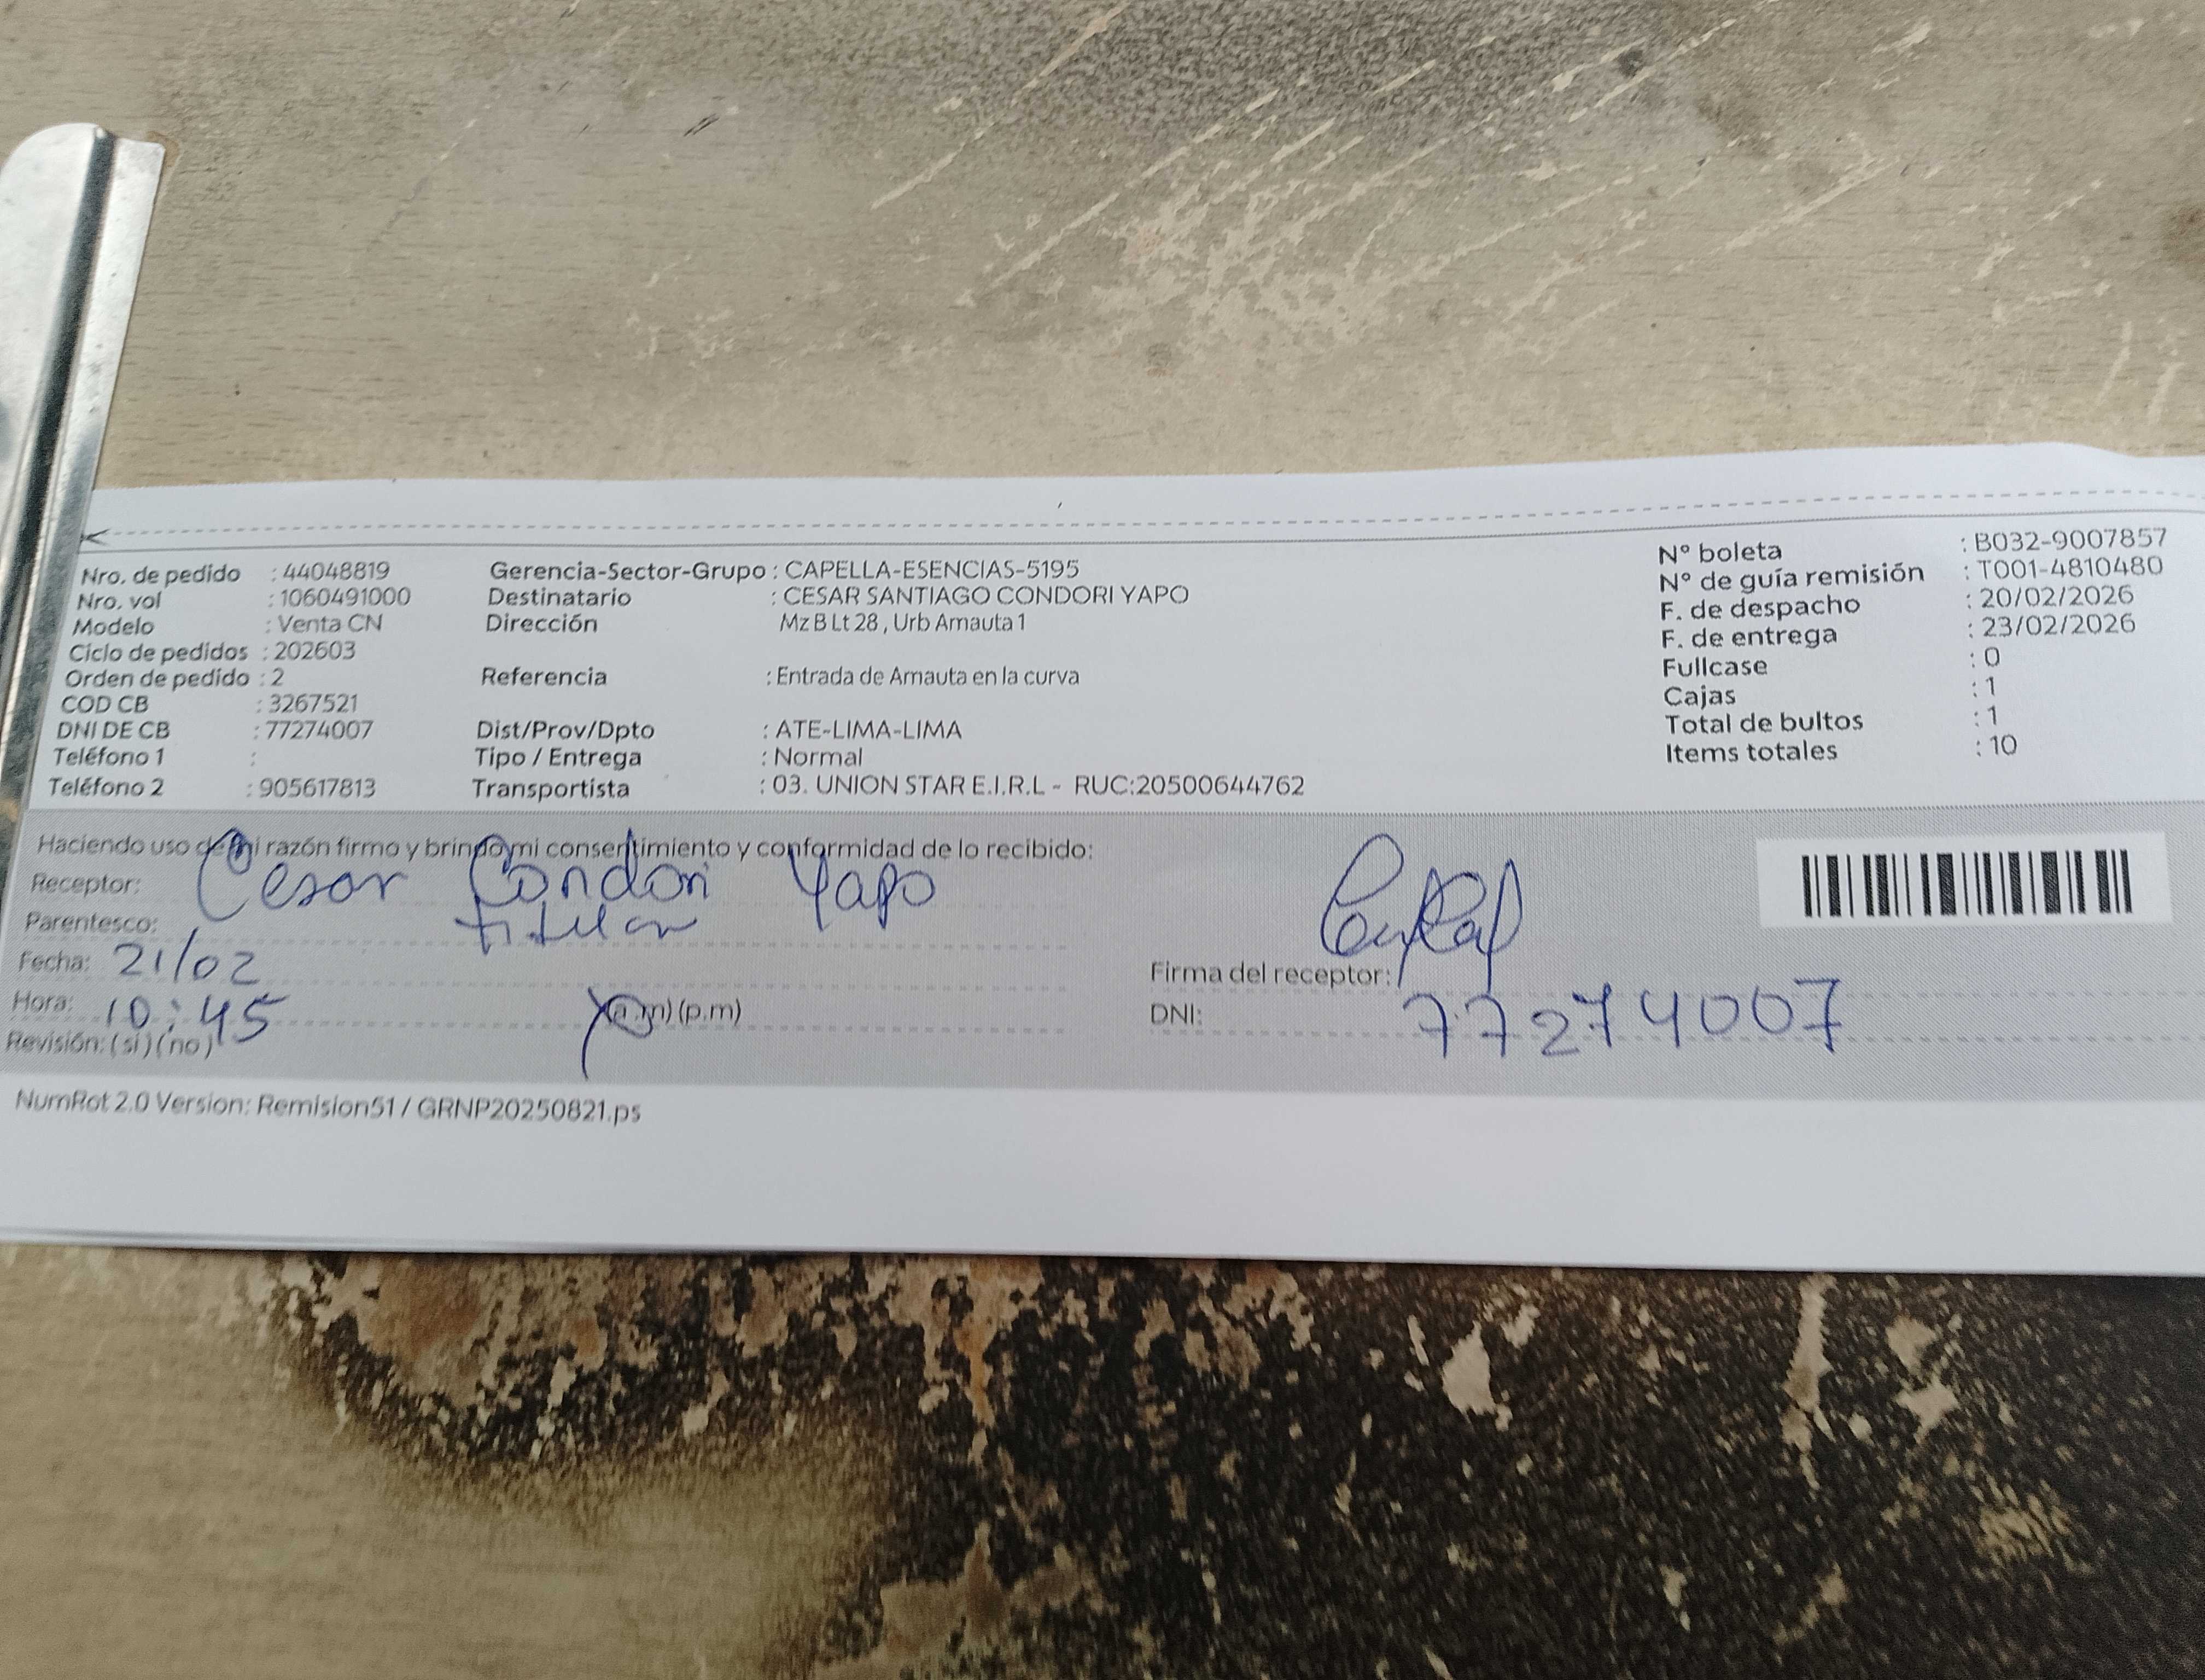 Nro. de pedido : 44048819
Nro. vol : 1060491000
Modelo : Venta CN
Ciclo de pedidos : 202603
Orden de pedido : 2
COD CB : 3267521
DNI DE CB : 77274007
Teléfono 1 :
Teléfono 2 : 905617813
Gerencia-Sector-Grupo : CAPELLA-ESENCIAS-5195
Destinatario : CESAR SANTIAGO CONDORI YAPO
Dirección Mz B Lt 28 , Urb Amauta 1
Referencia : Entrada de Amauta en la curva
Dist/Prov/Dpto : ATE-LIMA-LIMA
Tipo / Entrega : Normal
Transportista : 03. UNION STAR E.I.R.L - RUC:20500644762
N° boleta : B032-9007857
N° de guía remisión : T001-4810480
F. de despacho : 20/02/2026
F. de entrega : 23/02/2026
Fullcase : 0
Cajas : 1
Total de bultos : 1
Items totales : 10
Haciendo uso de mi razón firmo y brindo mi consentimiento y conformidad de lo recibido:
Receptor: Cesar Condori Yapo
Parentesco: titular
Fecha: 21/02
Hora: 10:45 (a.m) (p.m)
Revisión: (si) (no)
Firma del receptor:
DNI: 77274007
NumRot 2.0 Version: Remision51 / GRNP20250821.ps